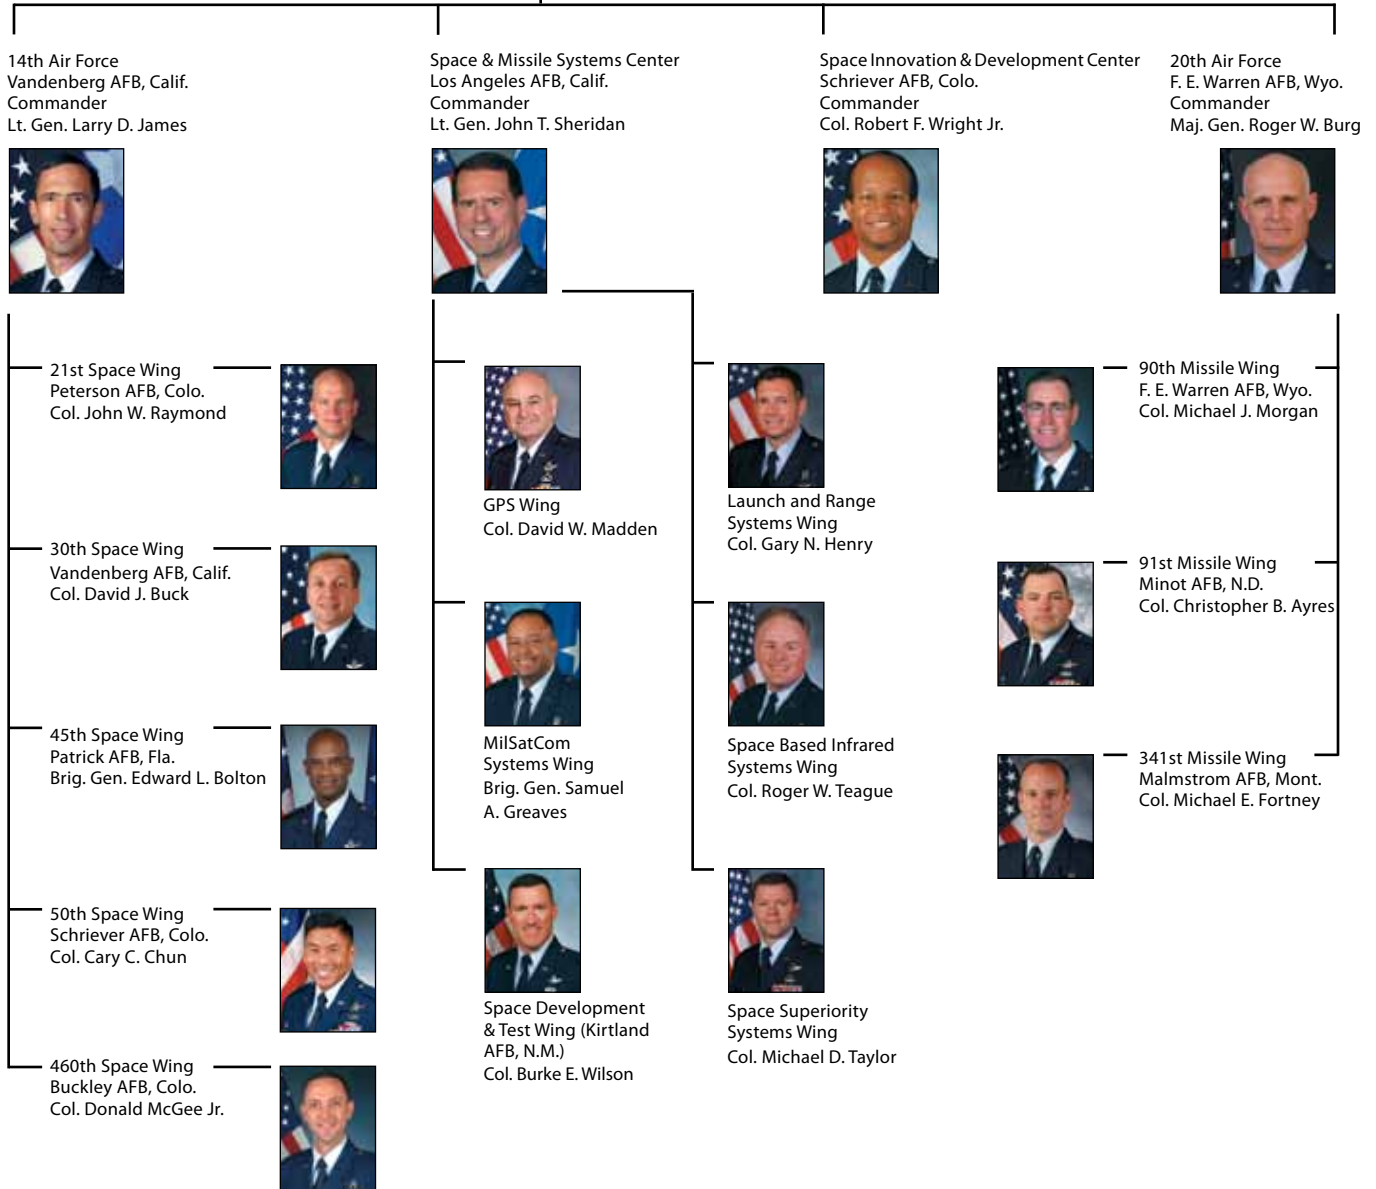 14th Air Force
Vandenberg AFB, Calif.
Commander
Lt. Gen. Larry D. James
Space & Missile Systems Center
Los Angeles AFB, Calif.
Commander
Lt. Gen. John T. Sheridan
Space Innovation & Development Center
Schriever AFB, Colo.
Commander
Col. Robert F. Wright Jr.
20th Air Force
F. E. Warren AFB, Wyo.
Commander
Maj. Gen. Roger W. Burg
21st Space Wing
Peterson AFB, Colo.
Col. John W. Raymond
30th Space Wing
Vandenberg AFB, Calif.
Col. David J. Buck
45th Space Wing
Patrick AFB, Fla.
Brig. Gen. Edward L. Bolton
50th Space Wing
Schriever AFB, Colo.
Col. Cary C. Chun
460th Space Wing
Buckley AFB, Colo.
Col. Donald McGee Jr.
GPS Wing
Col. David W. Madden
MilSatCom
Systems Wing
Brig. Gen. Samuel
A. Greaves
Space Development
& Test Wing (Kirtland
AFB, N.M.)
Col. Burke E. Wilson
Launch and Range
Systems Wing
Col. Gary N. Henry
Space Based Infrared
Systems Wing
Col. Roger W. Teague
Space Superiority
Systems Wing
Col. Michael D. Taylor
90th Missile Wing
F. E. Warren AFB, Wyo.
Col. Michael J. Morgan
91st Missile Wing
Minot AFB, N.D.
Col. Christopher B. Ayres
341st Missile Wing
Malmstrom AFB, Mont.
Col. Michael E. Fortney